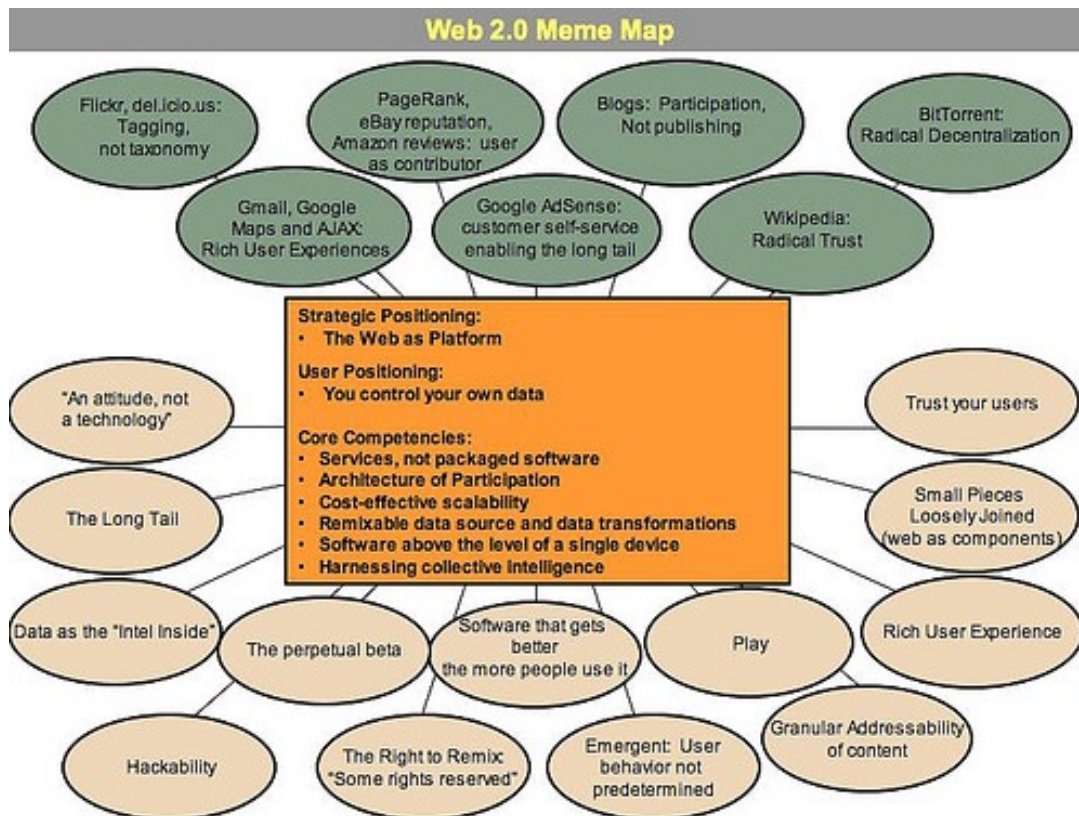 Web 2.0 Meme Map
Flickr, del.icio.us:
Tagging,
not taxonomy
PageRank,
eBay reputation,
Amazon reviews: user
as contributor
Blogs: Participation,
Not publishing
BitTorrent:
Radical Decentralization
Gmail, Google
Maps and AJAX:
Rich User Experiences
Google AdSense:
customer self-service
enabling the long tail
Wikipedia:
Radical Trust
Strategic Positioning:
• The Web as Platform
User Positioning:
• You control your own data
Core Competencies:
• Services, not packaged software
• Architecture of Participation
• Cost-effective scalability
• Remixable data source and data transformations
• Software above the level of a single device
• Harnessing collective intelligence
"An attitude, not
a technology"
Trust your users
The Long Tail
Small Pieces
Loosely Joined
(web as components)
Data as the "Intel Inside"
The perpetual beta
Software that gets
better
the more people use it
Play
Rich User Experience
Hackability
The Right to Remix:
"Some rights reserved"
Emergent: User
behavior not
predetermined
Granular Addressability
of content